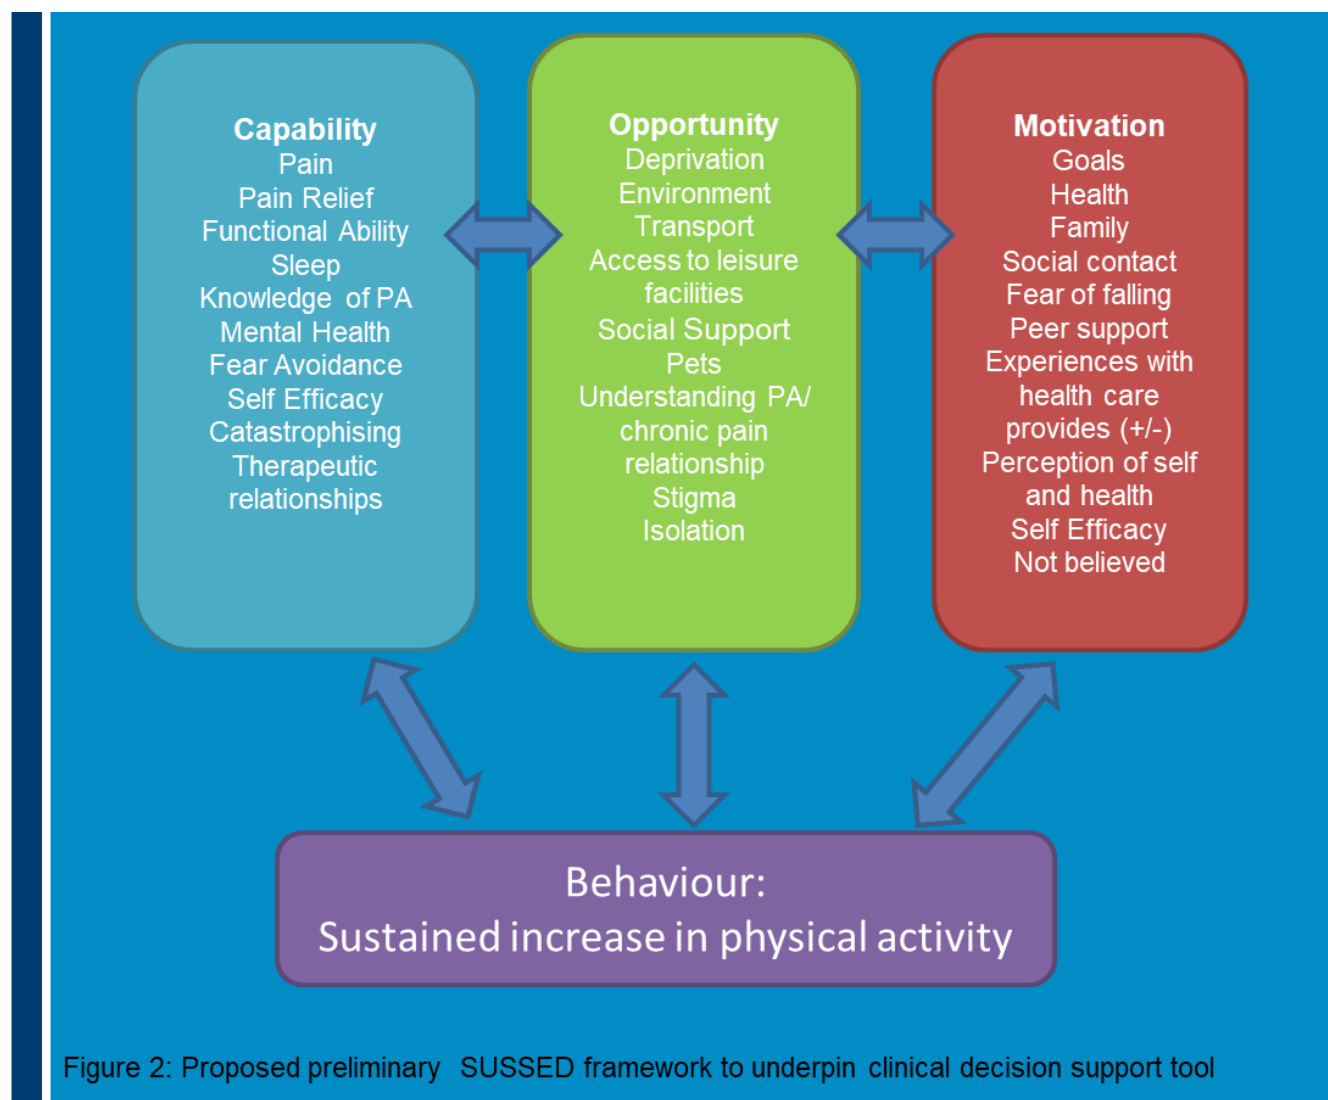 Capability
Pain
Pain Relief
Functional Ability
Sleep
Knowledge of PA
Mental Health
Fear Avoidance
Self Efficacy
Catastrophising
Therapeutic
relationships
Opportunity
Deprivation
Environment
Transport
Access to leisure
facilities
Social Support
Pets
Understanding PA/
chronic pain
relationship
Stigma
Isolation
Motivation
Goals
Health
Family
Social contact
Fear of falling
Peer support
Experiences with
health care
provides (+/-)
Perception of self
and health
Self Efficacy
Not believed
Behaviour:
Sustained increase in physical activity
Figure 2: Proposed preliminary SUSSED framework to underpin clinical decision support tool